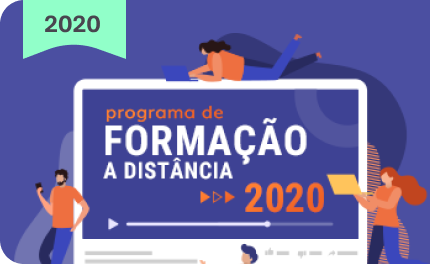 2020
programa de
FORMAÇÃO
A DISTÂNCIA
2020